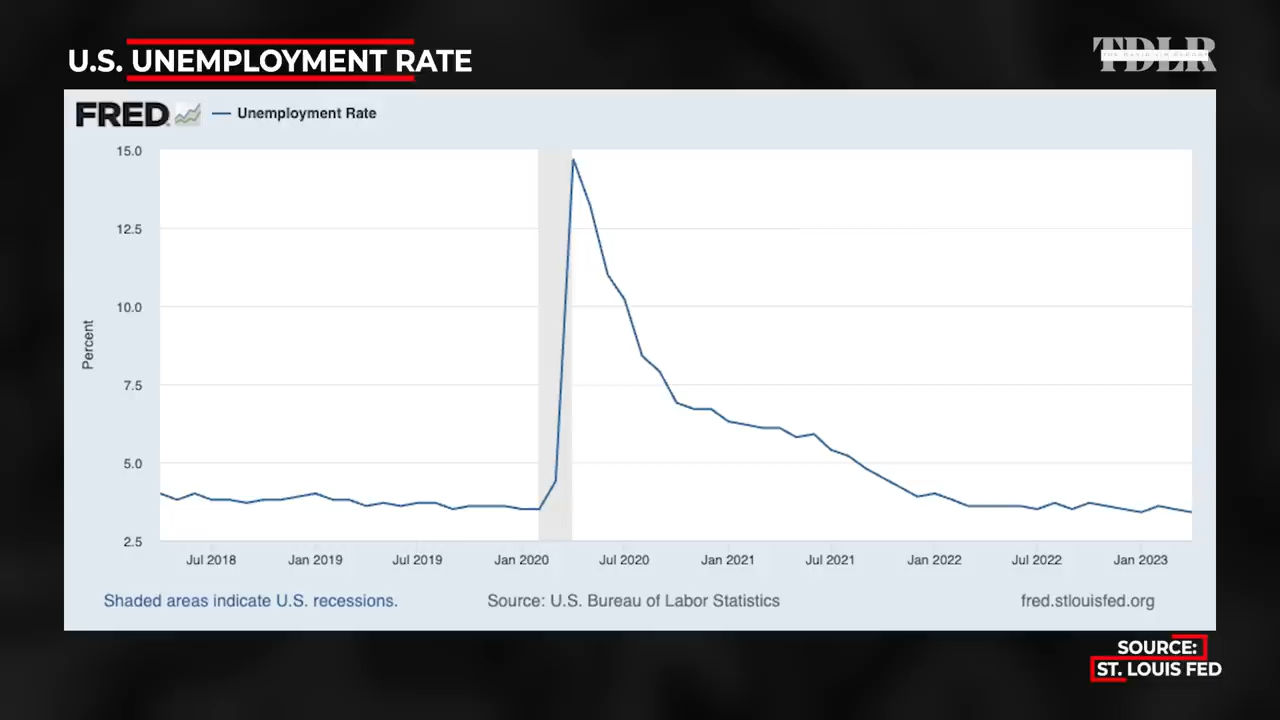 U.S. UNEMPLOYMENT RATE
TDLR
FRED
Unemployment Rate
15.0
12.5
10.0
7.5
5.0
2.5
Percent
Jul 2018 Jan 2019 Jul 2019 Jan 2020 Jul 2020 Jan 2021 Jul 2021 Jan 2022 Jul 2022 Jan 2023
Shaded areas indicate U.S. recessions. Source: U.S. Bureau of Labor Statistics fred.stlouisfed.org
SOURCE:
ST. LOUIS FED